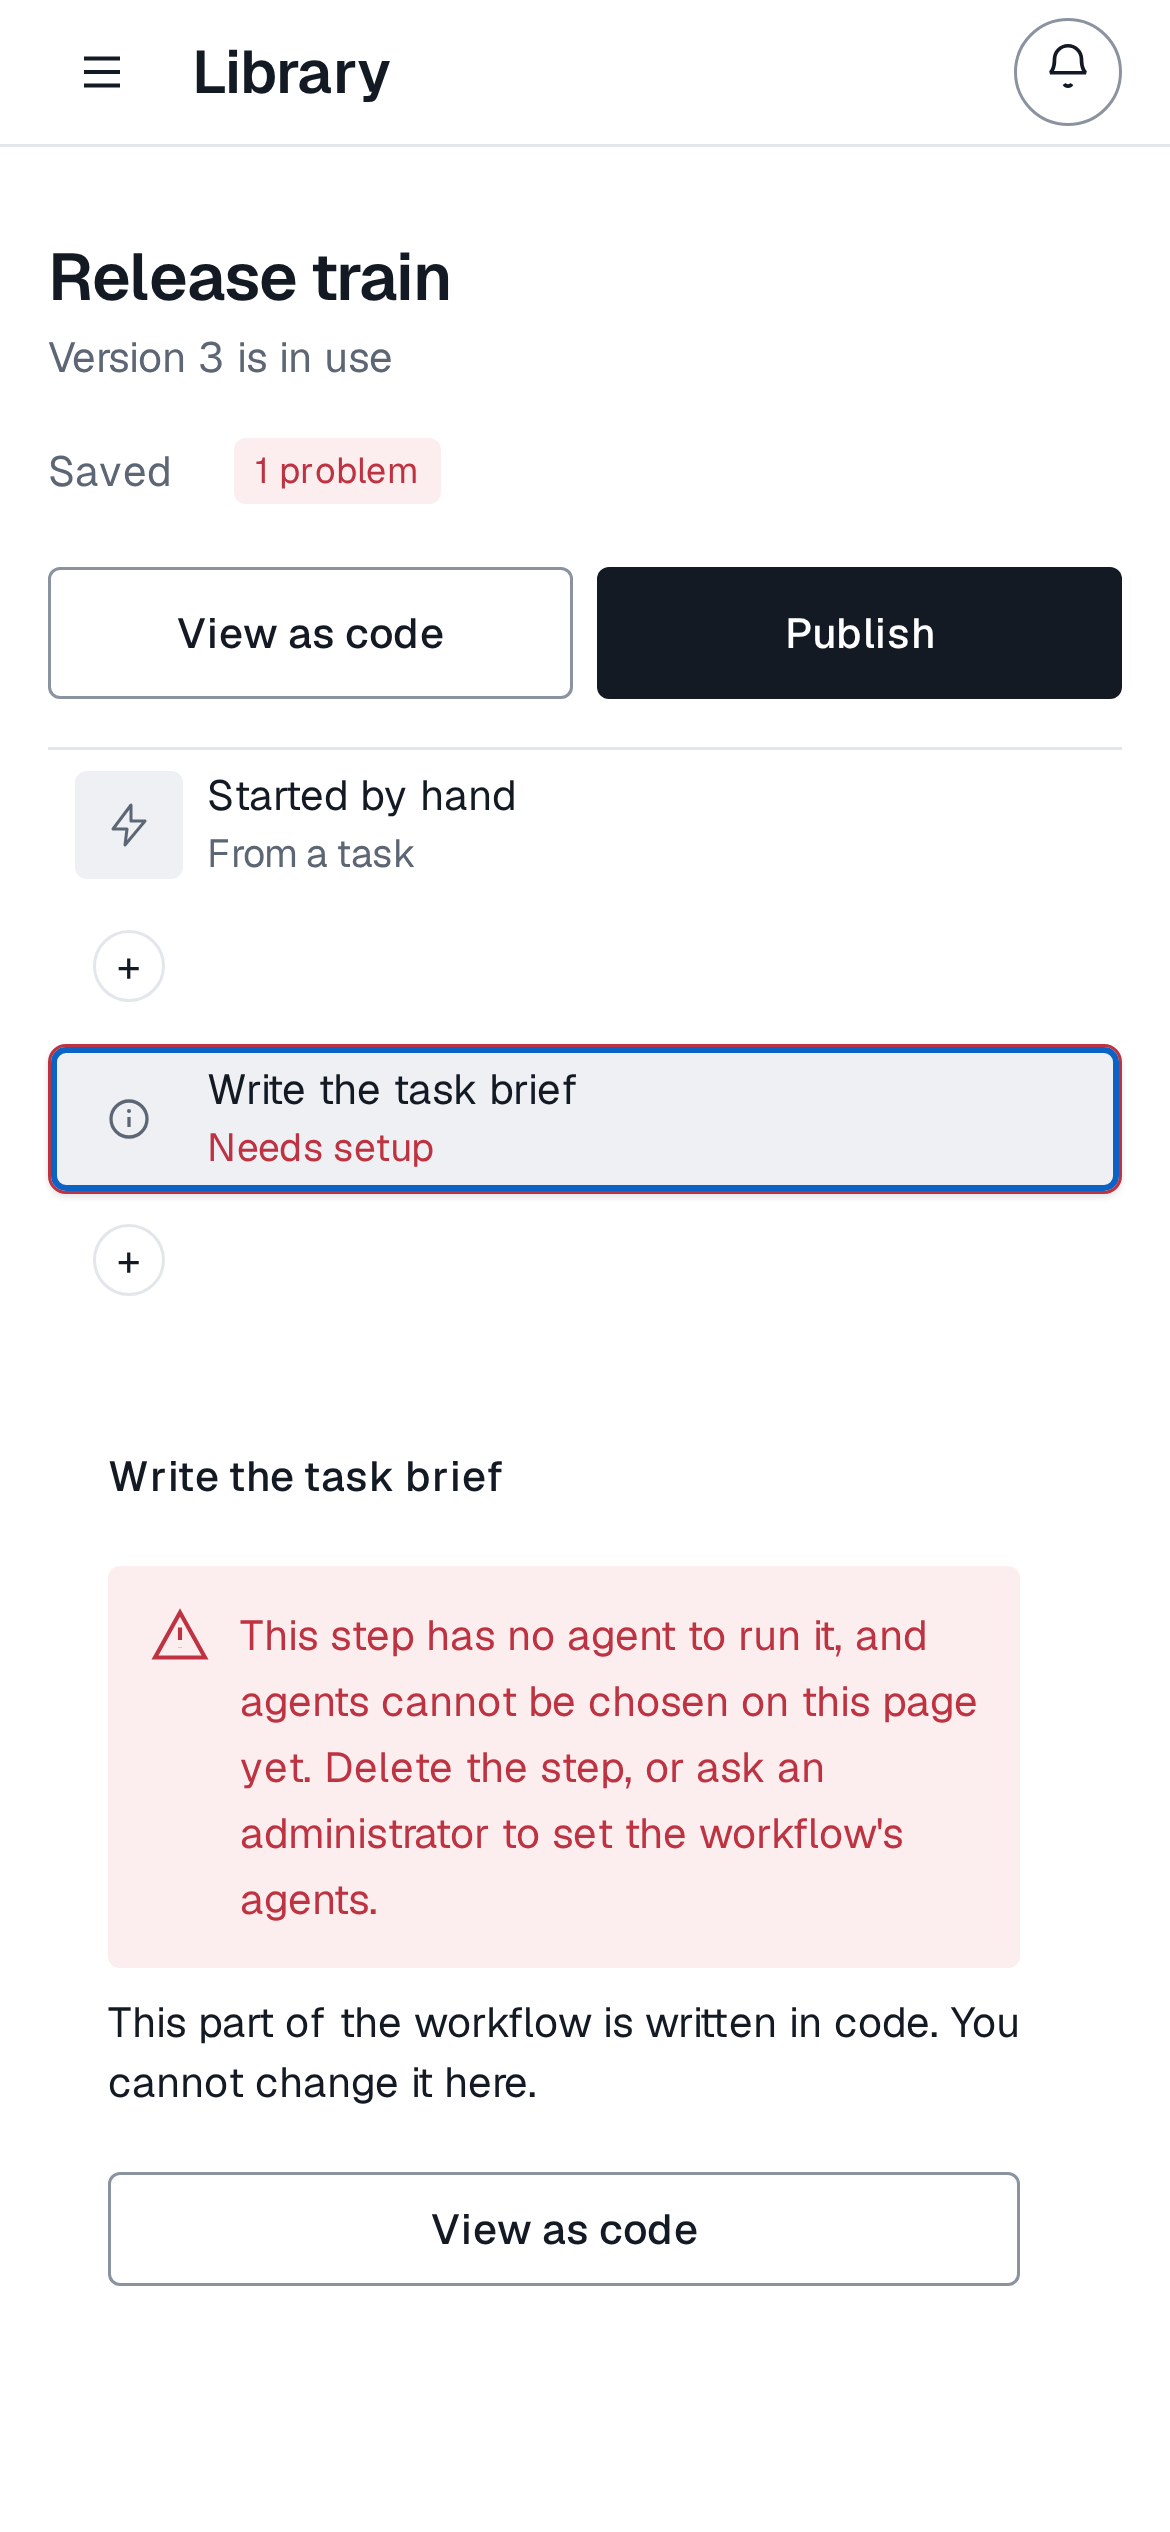 Library
Release train
Version 3 is in use
Saved
1 problem
View as code
Publish
Started by hand
From a task
+
Write the task brief
Needs setup
+
Write the task brief
This step has no agent to run it, and
agents cannot be chosen on this page
yet. Delete the step, or ask an
administrator to set the workflow's
agents.
This part of the workflow is written in code. You
cannot change it here.
View as code